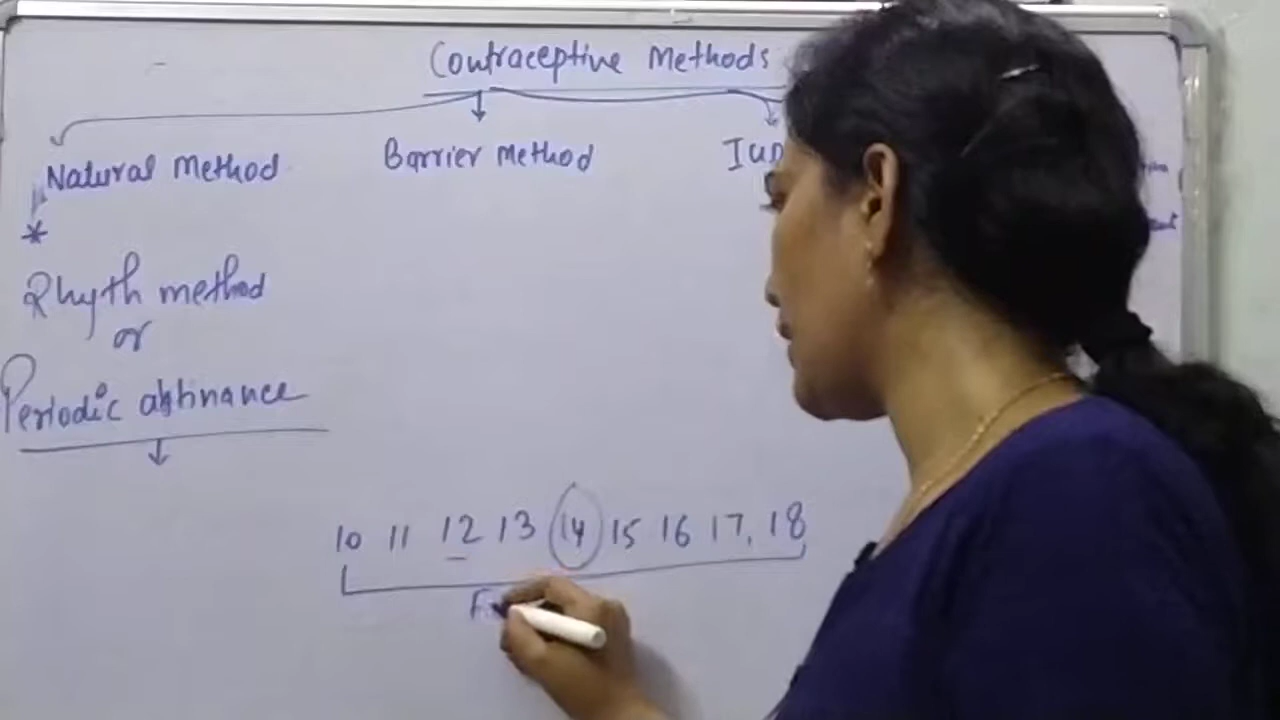 Contraceptive Methods
Natural Method
Barrier Method
*
Rhyth method
or
Periodic abtinance
10 11 12 13 14 15 16 17, 18